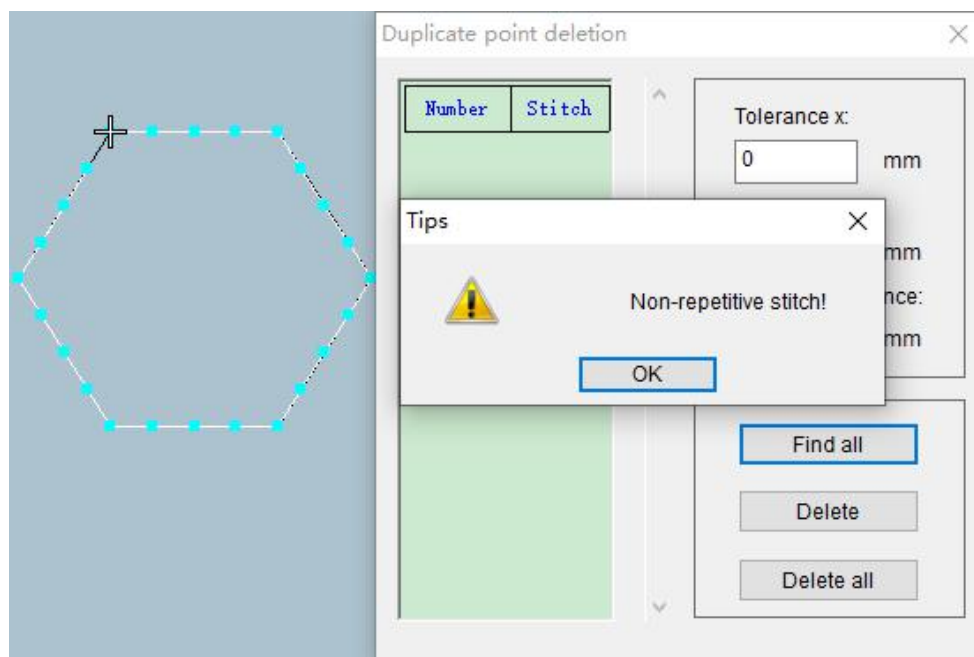 Duplicate point deletion
Number Stitch
Tolerance x:
0 mm
Tips
mm
Non-repetitive stitch!
nce:
mm
OK
Find all
Delete
Delete all